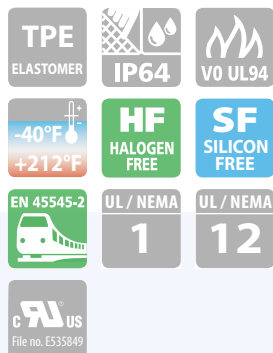 TPE
ELASTOMER
IP64
V0 UL94
-40°F
+212°F
HF
HALOGEN
FREE
SF
SILICON
FREE
EN 45545-2
UL / NEMA
1
UL / NEMA
12
c RU US
File no. E535849